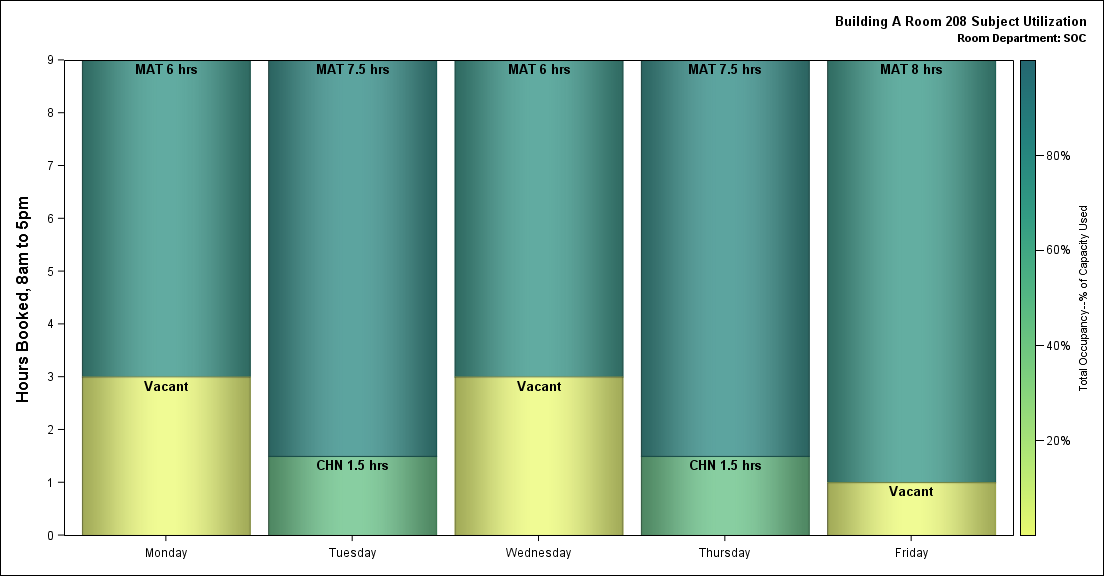 Building A Room 208 Subject Utilization
Room Department: SOC
Hours Booked, 8am to 5pm
9
8
7
6
5
4
3
2
1
0
MAT 6 hrs
MAT 7.5 hrs
MAT 6 hrs
MAT 7.5 hrs
MAT 8 hrs
Vacant
CHN 1.5 hrs
Vacant
CHN 1.5 hrs
Vacant
Monday
Tuesday
Wednesday
Thursday
Friday
80%
60%
40%
20%
Total Occupancy--% of Capacity Used